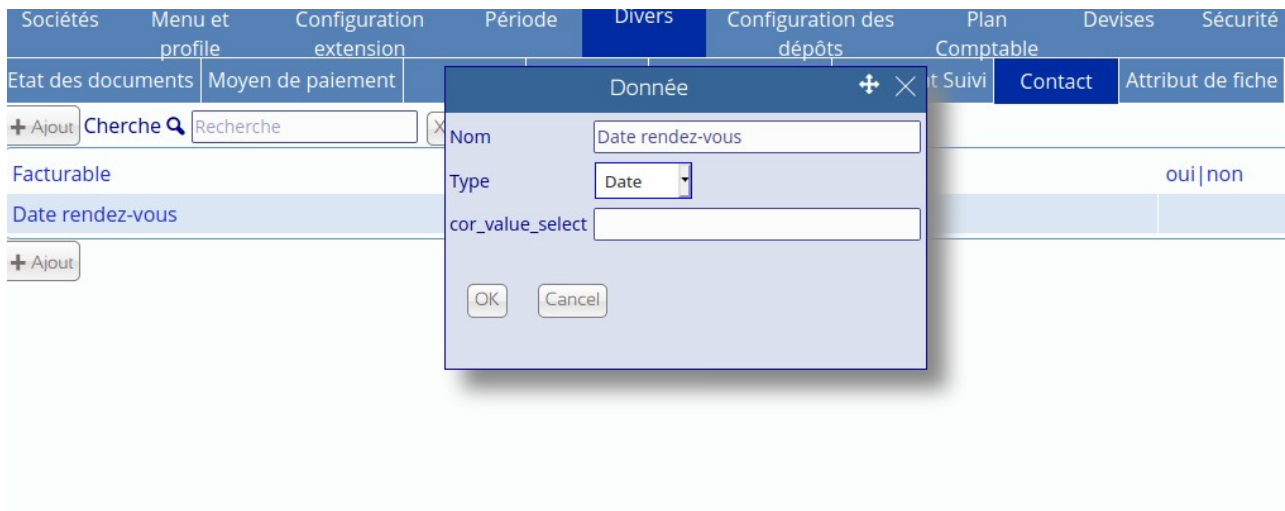 Sociétés Menu et Configuration Période Divers Configuration des Plan Devises Sécurité
profile extension dépôts Comptable
Etat des documents Moyen de paiement Suivi Contact Attribut de fiche
Donnée
+ Ajout Cherche Recherche X
Nom Date rendez-vous
Facturable oui|non
Type Date
Date rendez-vous
cor_value_select
+ Ajout
OK Cancel